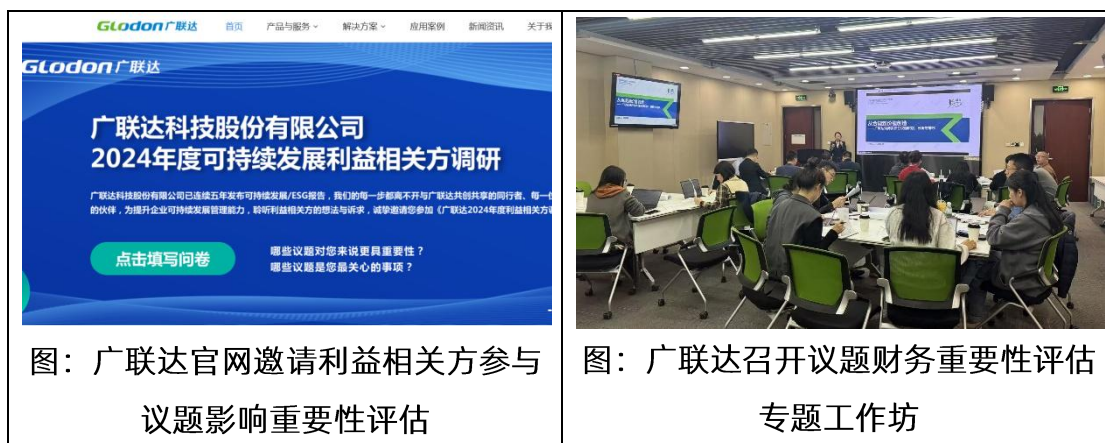 GLodon广联达 首页 产品与服务 解决方案 应用案例 新闻资讯 关于我
GLodon广联达
广联达科技股份有限公司
2024年度可持续发展利益相关方调研
广联达科技股份有限公司已连续五年发布可持续发展/ESG报告，我们的每一步都离不开与广联达共创共享的同行者、每一位
的伙伴，为提升企业可持续发展管理能力，聆听利益相关方的想法与诉求，诚挚邀请您参加《广联达2024年度利益相关方调
点击填写问卷
哪些议题对您来说更具重要性？
哪些议题是您最关心的事项？
图：广联达官网邀请利益相关方参与
议题影响重要性评估
图：广联达召开议题财务重要性评估
专题工作坊